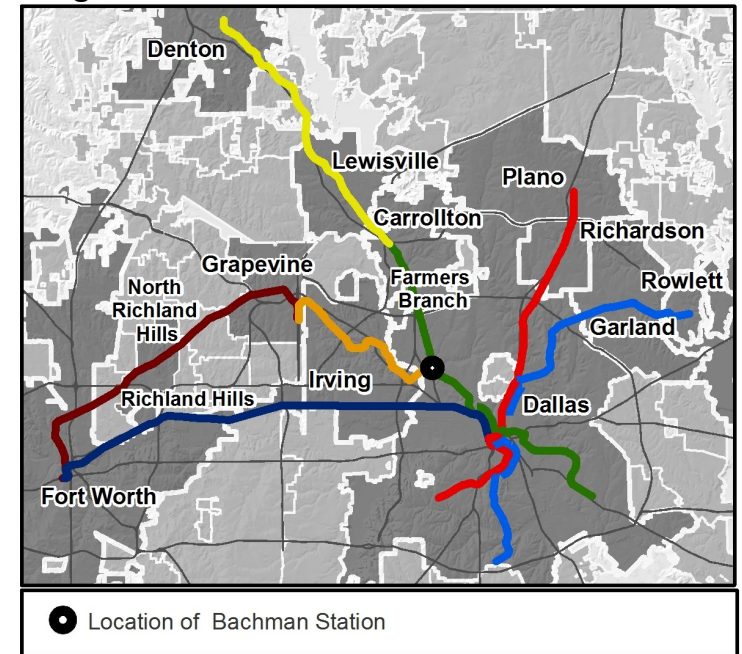 Denton
Lewisville
Plano
Carrollton
Richardson
Grapevine
Farmers
Branch
Rowlett
North
Richland
Hills
Garland
Irving
Richland Hills
Dallas
Fort Worth
Location of Bachman Station